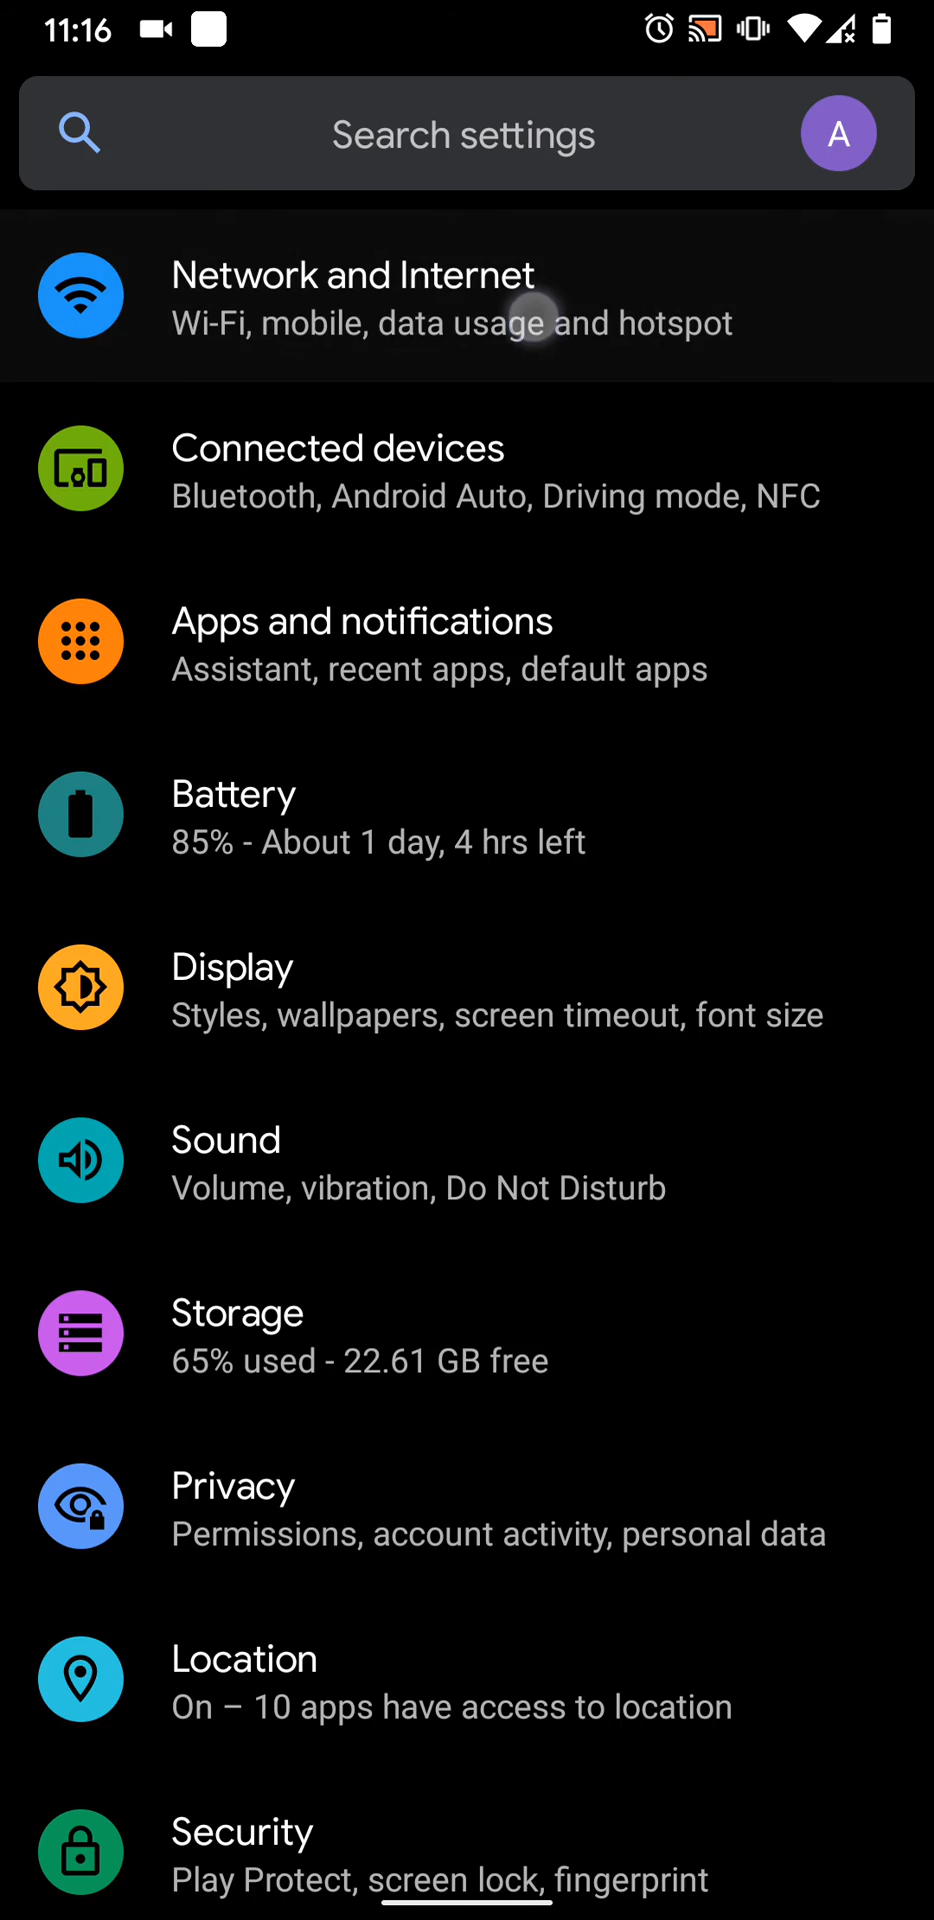 11:16
Search settings
A
Network and Internet
Wi-Fi, mobile, data usage and hotspot
Connected devices
Bluetooth, Android Auto, Driving mode, NFC
Apps and notifications
Assistant, recent apps, default apps
Battery
85% - About 1 day, 4 hrs left
Display
Styles, wallpapers, screen timeout, font size
Sound
Volume, vibration, Do Not Disturb
Storage
65% used - 22.61 GB free
Privacy
Permissions, account activity, personal data
Location
On – 10 apps have access to location
Security
Play Protect, screen lock, fingerprint